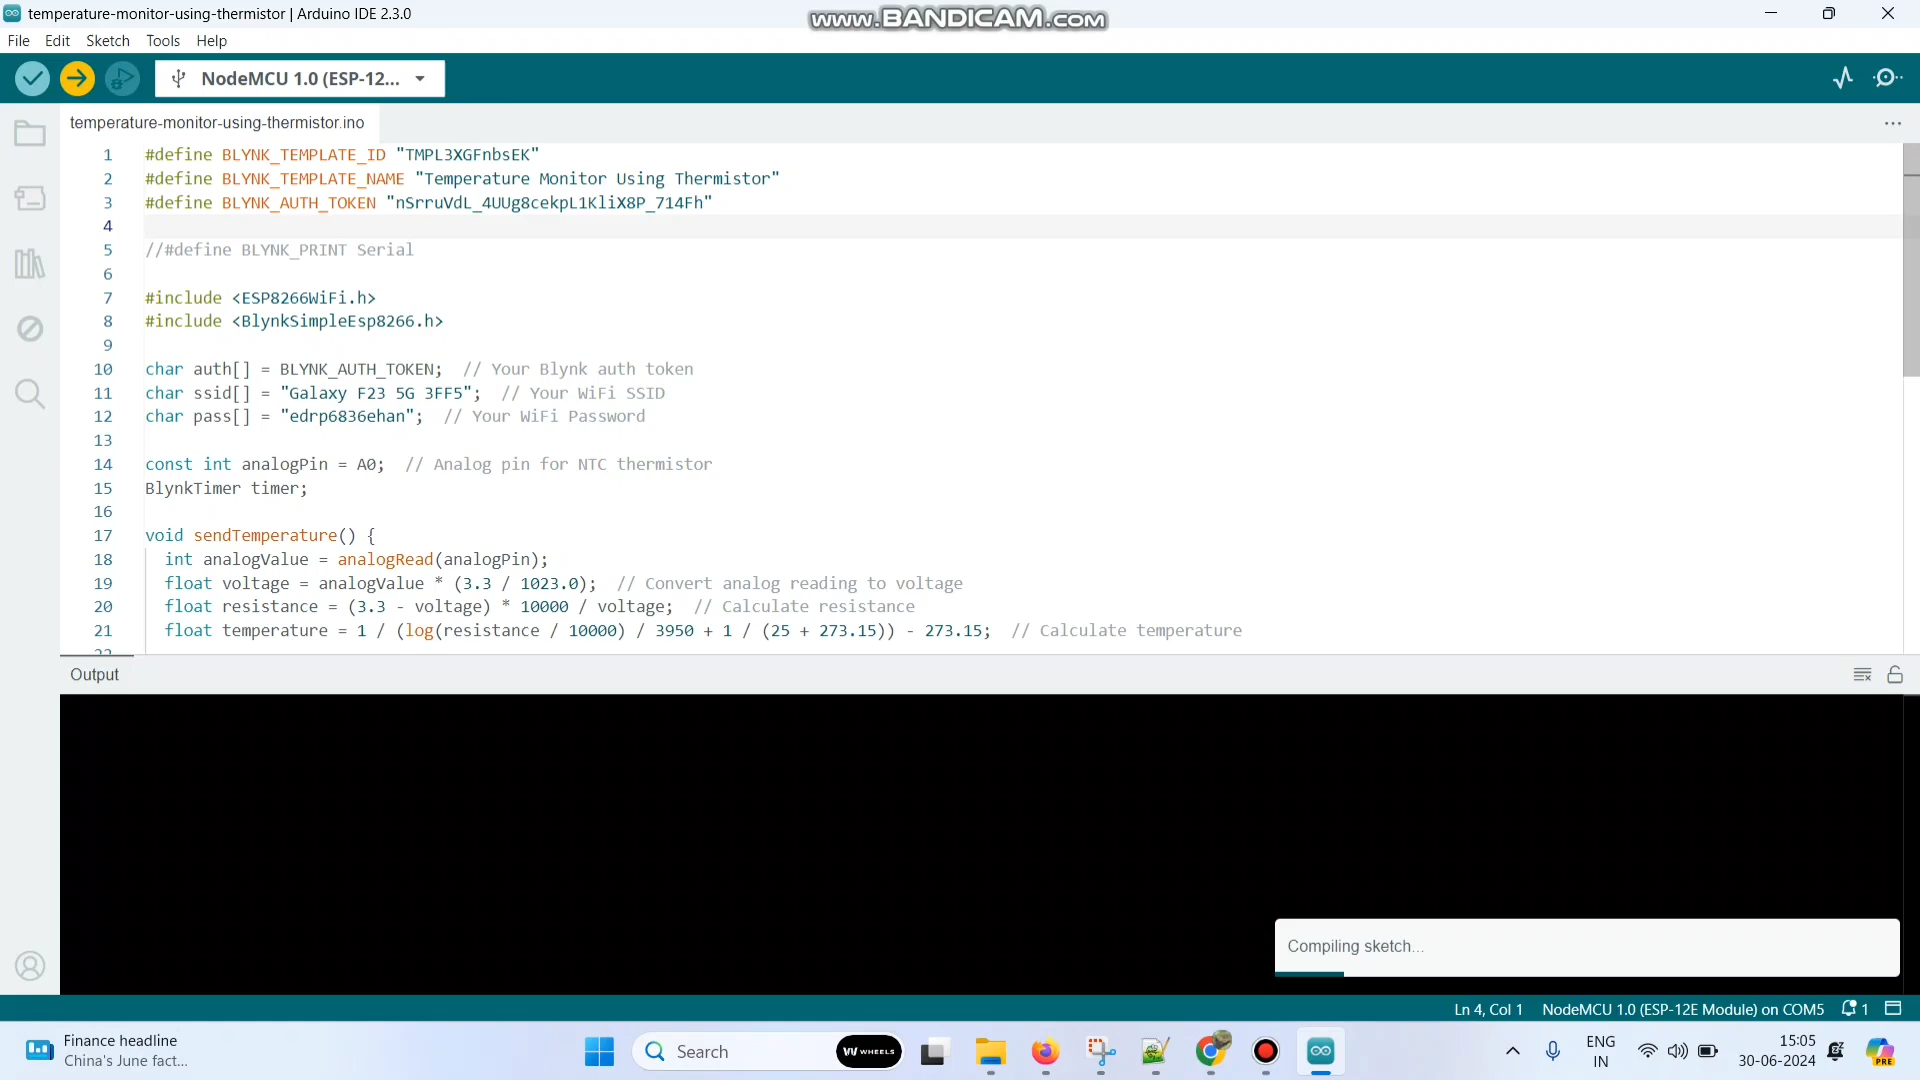 temperature-monitor-using-thermistor | Arduino IDE 2.3.0
www.BANDICAM.COM
File Edit Sketch Tools Help
NodeMCU 1.0 (ESP-12...
temperature-monitor-using-thermistor.ino
1 #define BLYNK_TEMPLATE_ID "TMPL3XGFnbsEK"
2 #define BLYNK_TEMPLATE_NAME "Temperature Monitor Using Thermistor"
3 #define BLYNK_AUTH_TOKEN "nSrruVdL_4UUg8cekpL1KliX8P_714Fh"
4
5 //#define BLYNK_PRINT Serial
6
7 #include <ESP8266WiFi.h>
8 #include <BlynkSimpleEsp8266.h>
9
10 char auth[] = BLYNK_AUTH_TOKEN;  // Your Blynk auth token
11 char ssid[] = "Galaxy F23 5G 3FF5";  // Your WiFi SSID
12 char pass[] = "edrp6836ehan";  // Your WiFi Password
13
14 const int analogPin = A0;  // Analog pin for NTC thermistor
15 BlynkTimer timer;
16
17 void sendTemperature() {
18 int analogValue = analogRead(analogPin);
19 float voltage = analogValue * (3.3 / 1023.0);  // Convert analog reading to voltage
20 float resistance = (3.3 - voltage) * 10000 / voltage;  // Calculate resistance
21 float temperature = 1 / (log(resistance / 10000) / 3950 + 1 / (25 + 273.15)) - 273.15;  // Calculate temperature
22
Output
Compiling sketch...
Ln 4, Col 1 NodeMCU 1.0 (ESP-12E Module) on COM5 1
Finance headline
China's June fact...
Search
WHEELS
ENG
IN
15:05
30-06-2024
PRE